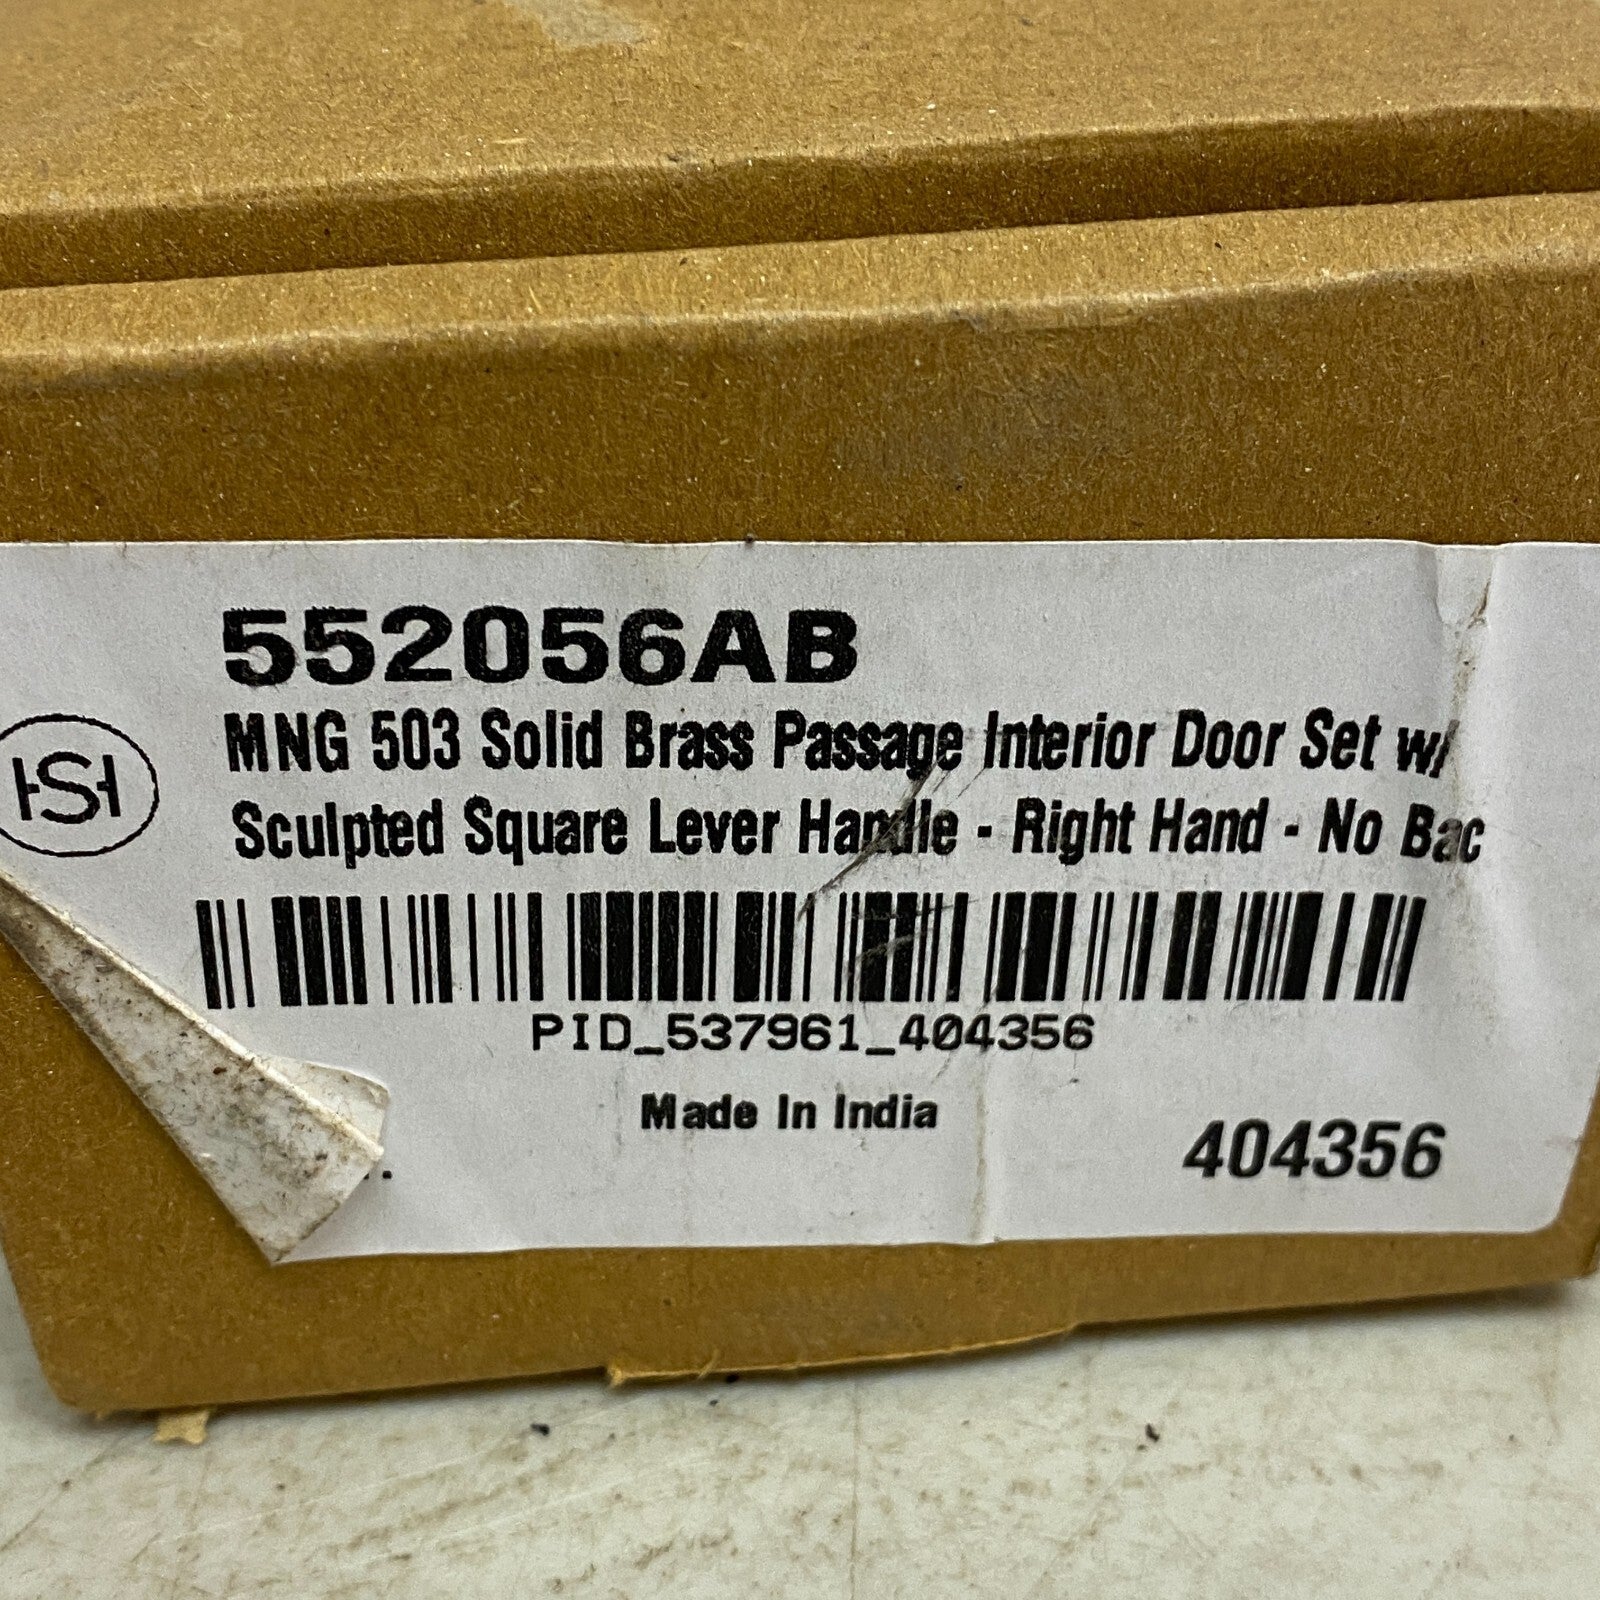 552056AB
MNG 503 Solid Brass Passage Interior Door Set w/
HSH
Sculpted Square Lever Handle - Right Hand - No Bac
PID_537961_404356
Made In India
404356